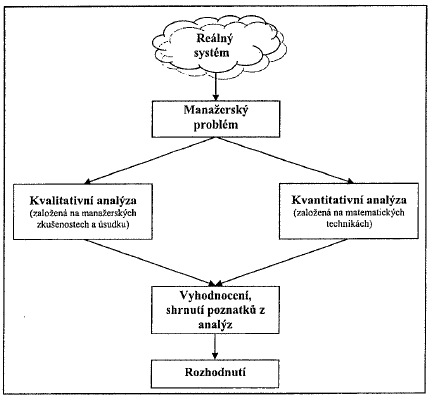 Reálný
systém
Manažerský
problém
Kvalitativní analýza
(založená na manažerských
zkušenostech a úsudku)
Kvantitativní analýza
(založená na matematických
technikách)
Vyhodnocení,
shrnutí poznatků z
analýz
Rozhodnutí